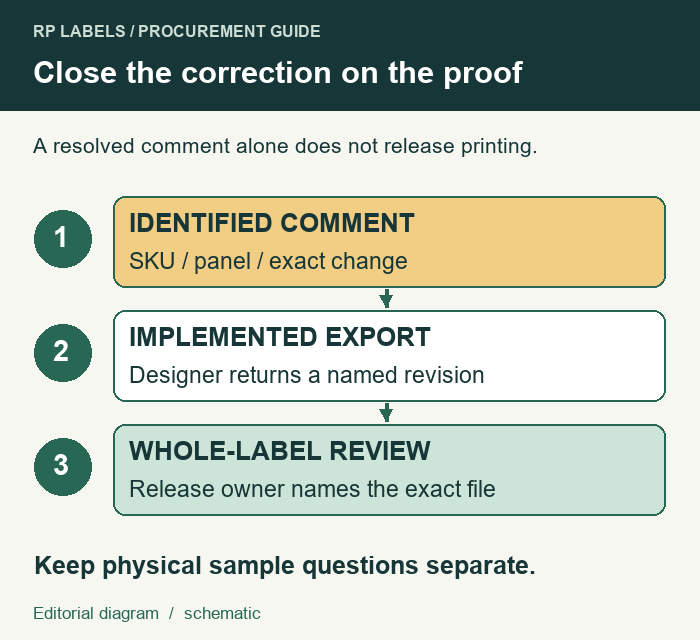 RP LABELS / PROCUREMENT GUIDE
Close the correction on the proof
A resolved comment alone does not release printing.
1
IDENTIFIED COMMENT
SKU / panel / exact change
2
IMPLEMENTED EXPORT
Designer returns a named revision
3
WHOLE-LABEL REVIEW
Release owner names the exact file
Keep physical sample questions separate.
Editorial diagram / schematic